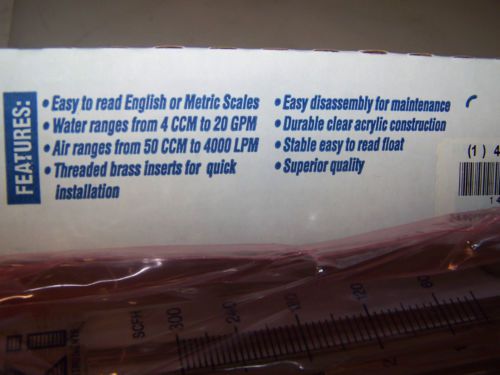 FEATURES:
• Easy to read English or Metric Scales
• Water ranges from 4 CCM to 20 GPM
• Air ranges from 50 CCM to 4000 LPM
• Threaded brass inserts for quick
installation
• Easy disassembly for maintenance
• Durable clear acrylic construction
• Stable easy to read float
• Superior quality
(1) 4
SCFH
300
240
180
120
60
2
1